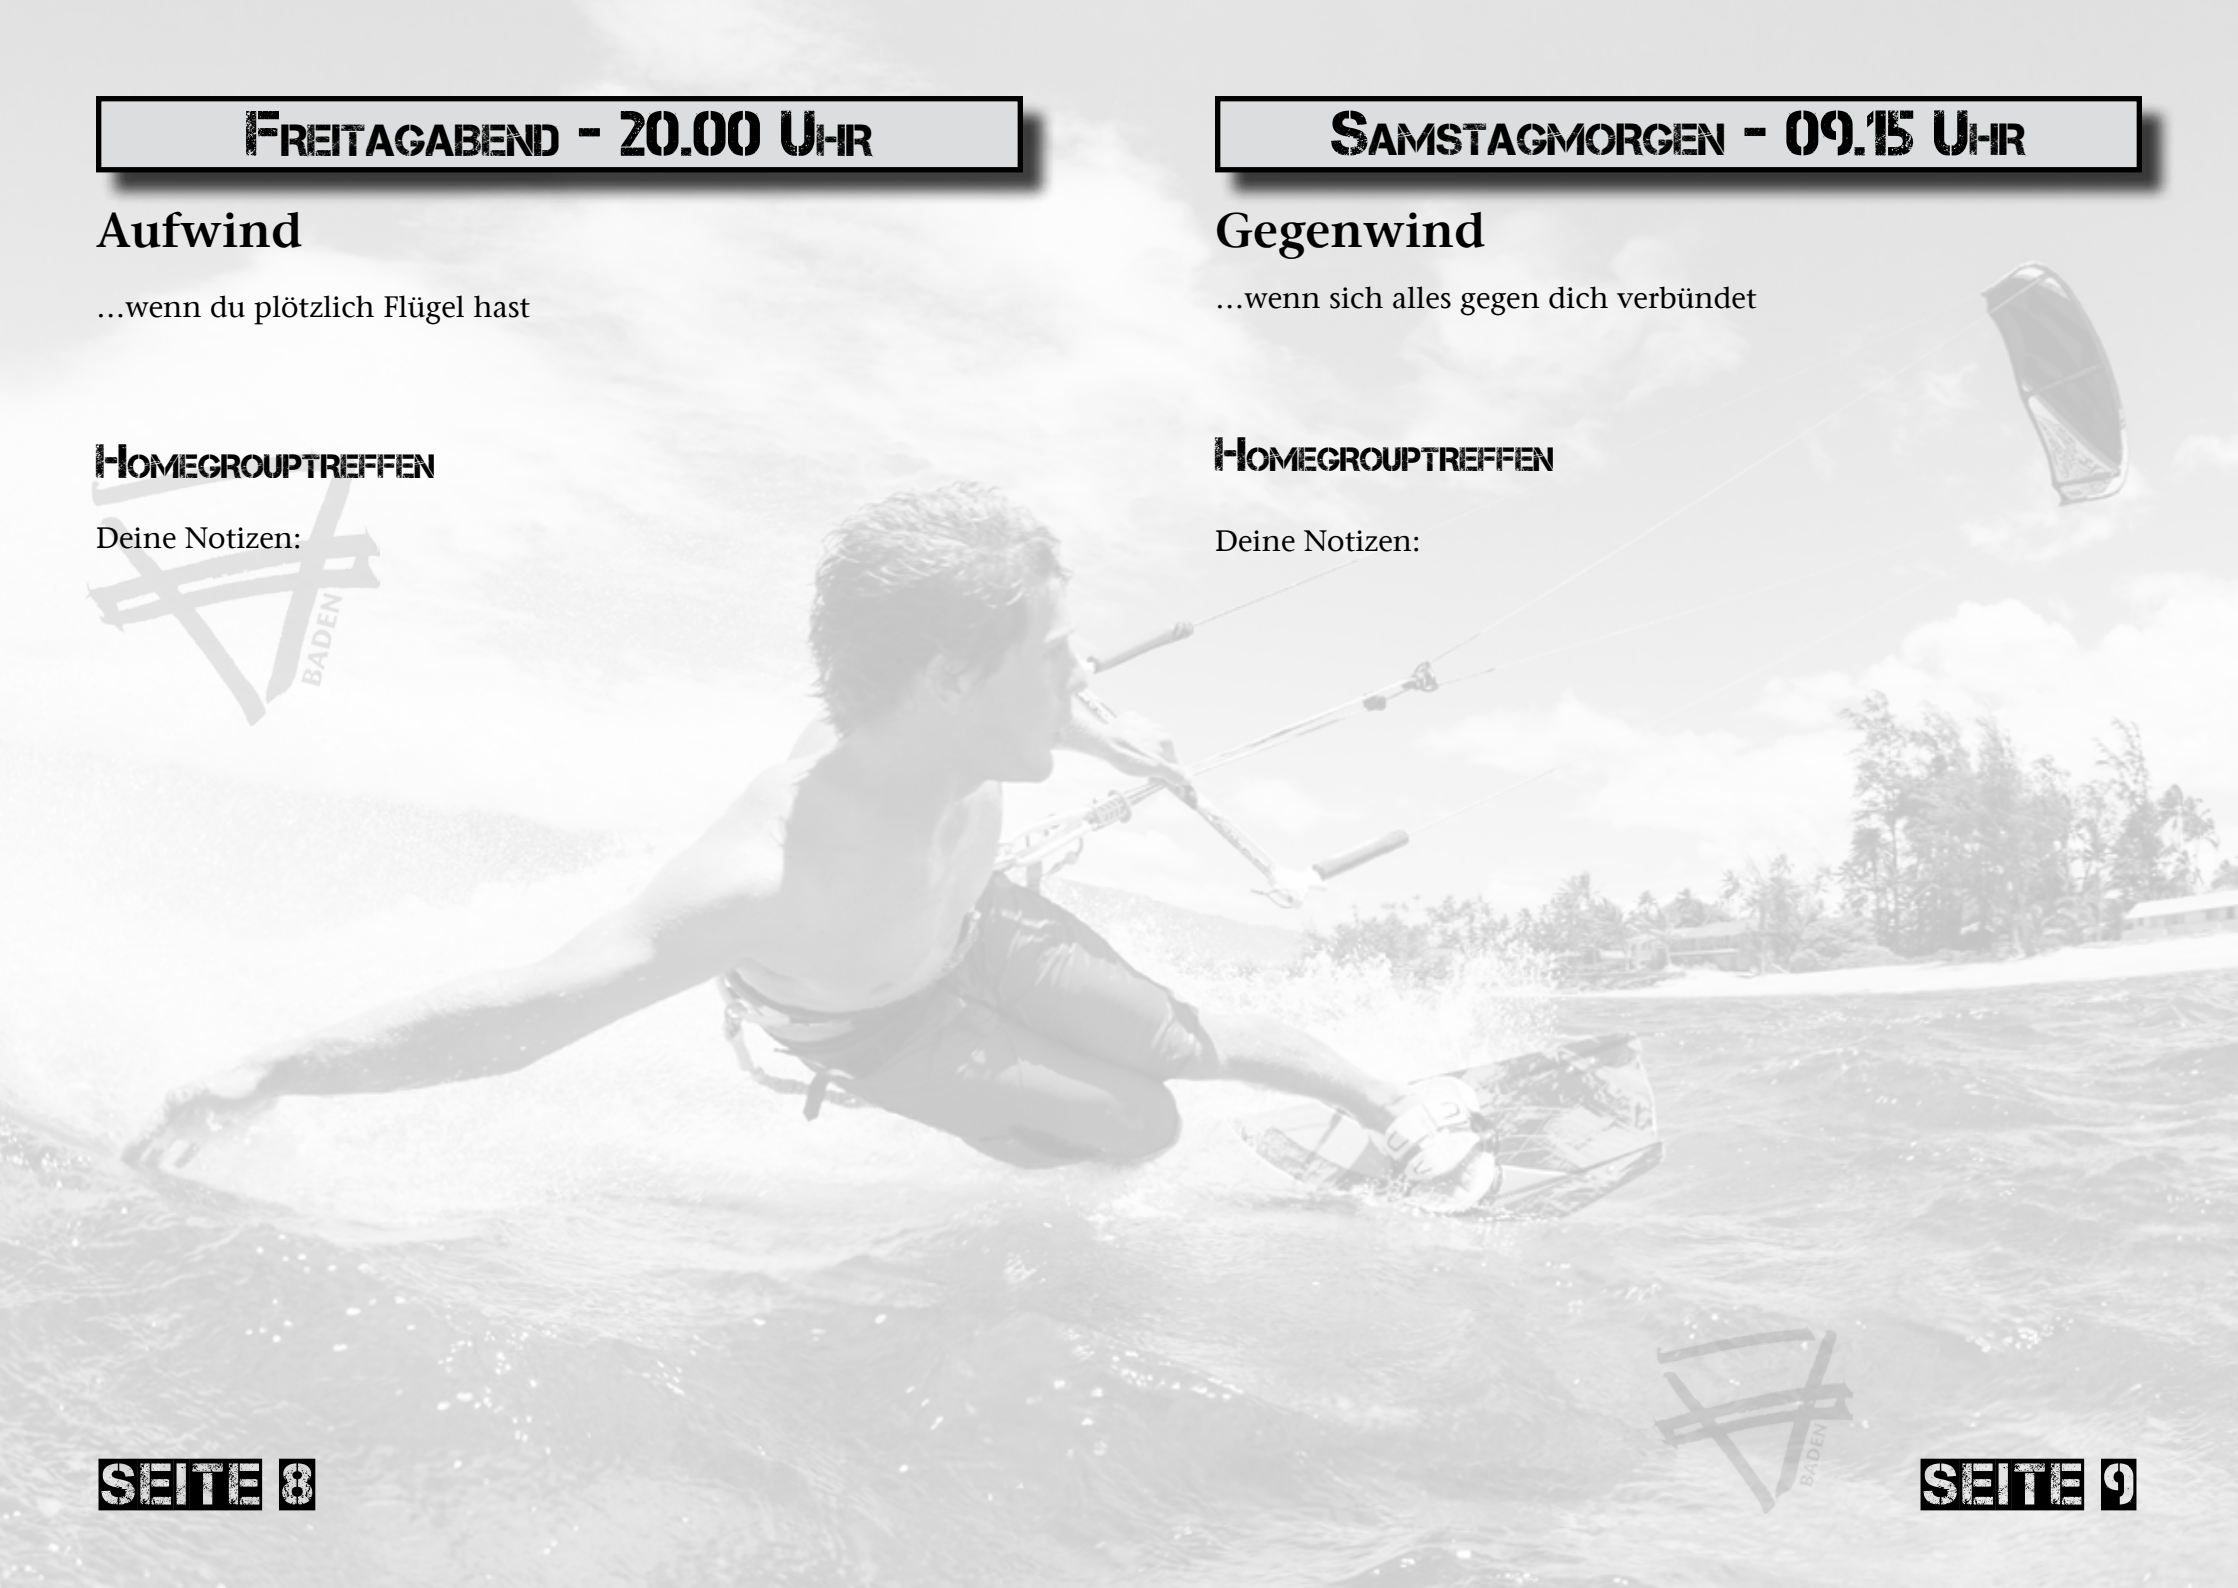 Freitagabend - 20.00 Uhr
Aufwind
…wenn du plötzlich Flügel hast
Homegrouptreffen
Deine Notizen:
BADEN
SEITE 8
Samstagmorgen - 09.15 Uhr
Gegenwind
…wenn sich alles gegen dich verbündet
Homegrouptreffen
Deine Notizen:
BADEN
SEITE 9